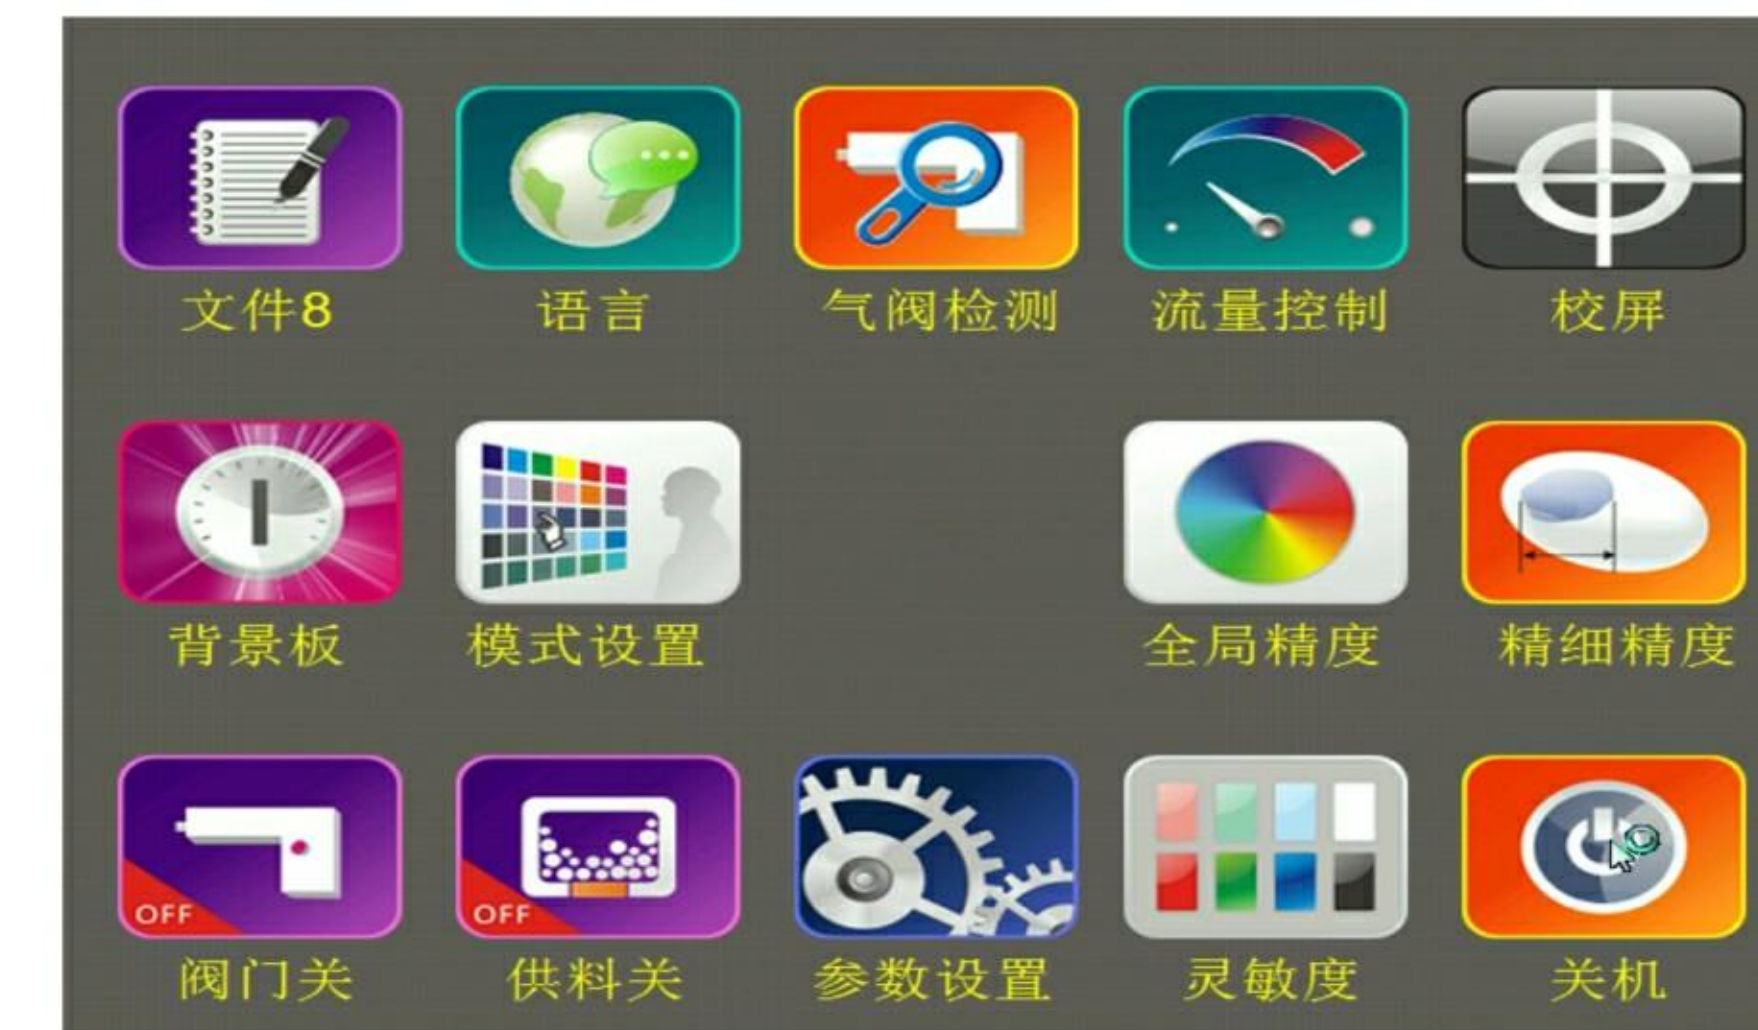 文件8 语言 气阀检测 流量控制 校屏
背景板 模式设置 全局精度 精细精度
OFF OFF
阀门关 供料关 参数设置 灵敏度 关机